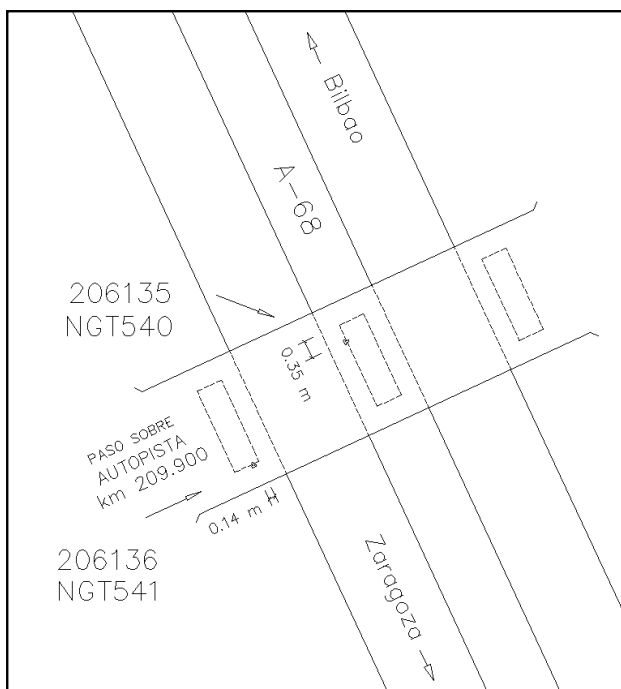 Bilbao
A-68
206135
NGT540
0.35 m
PASO SOBRE
AUTOPISTA
km 209.900
0.14 m
206136
NGT541
Zaragoza